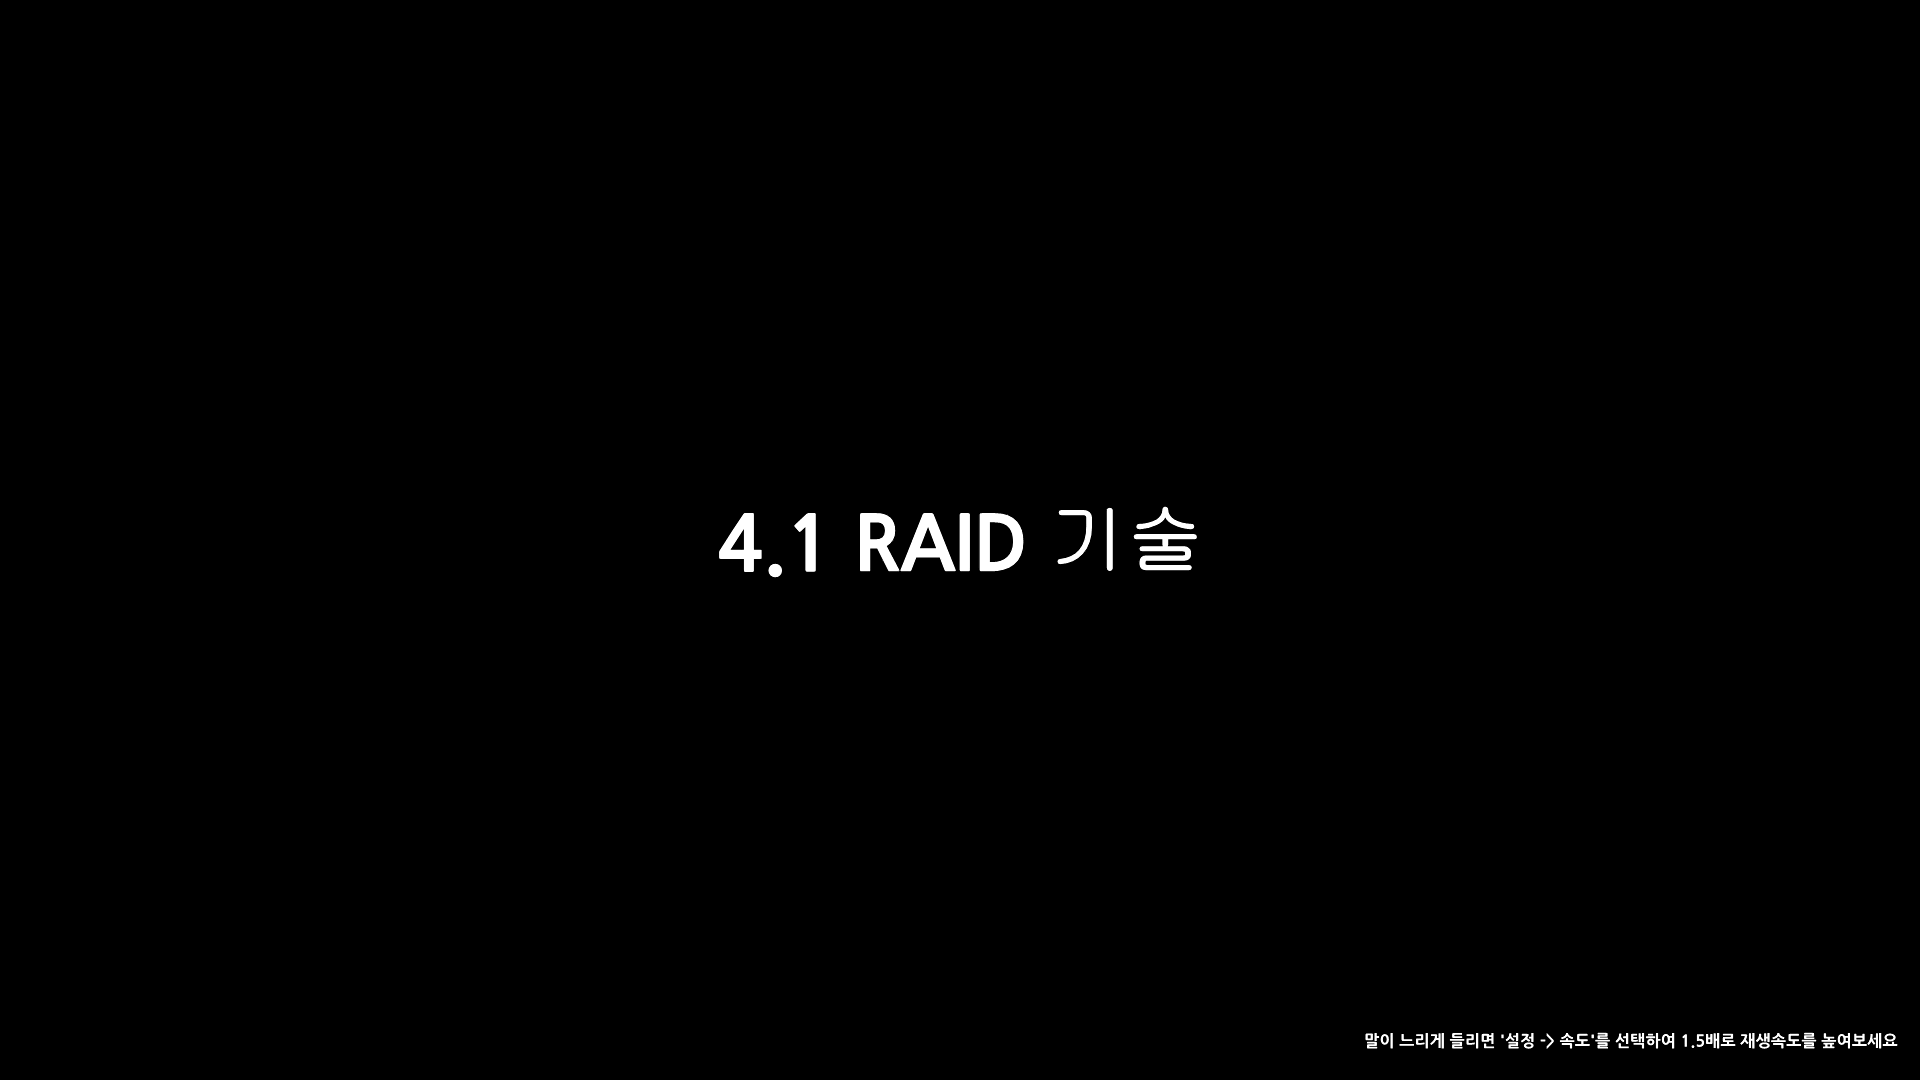 4.1 RAID 기술
말이 느리게 들리면 '설정 -> 속도'를 선택하여 1.5배로 재생속도를 높여보세요